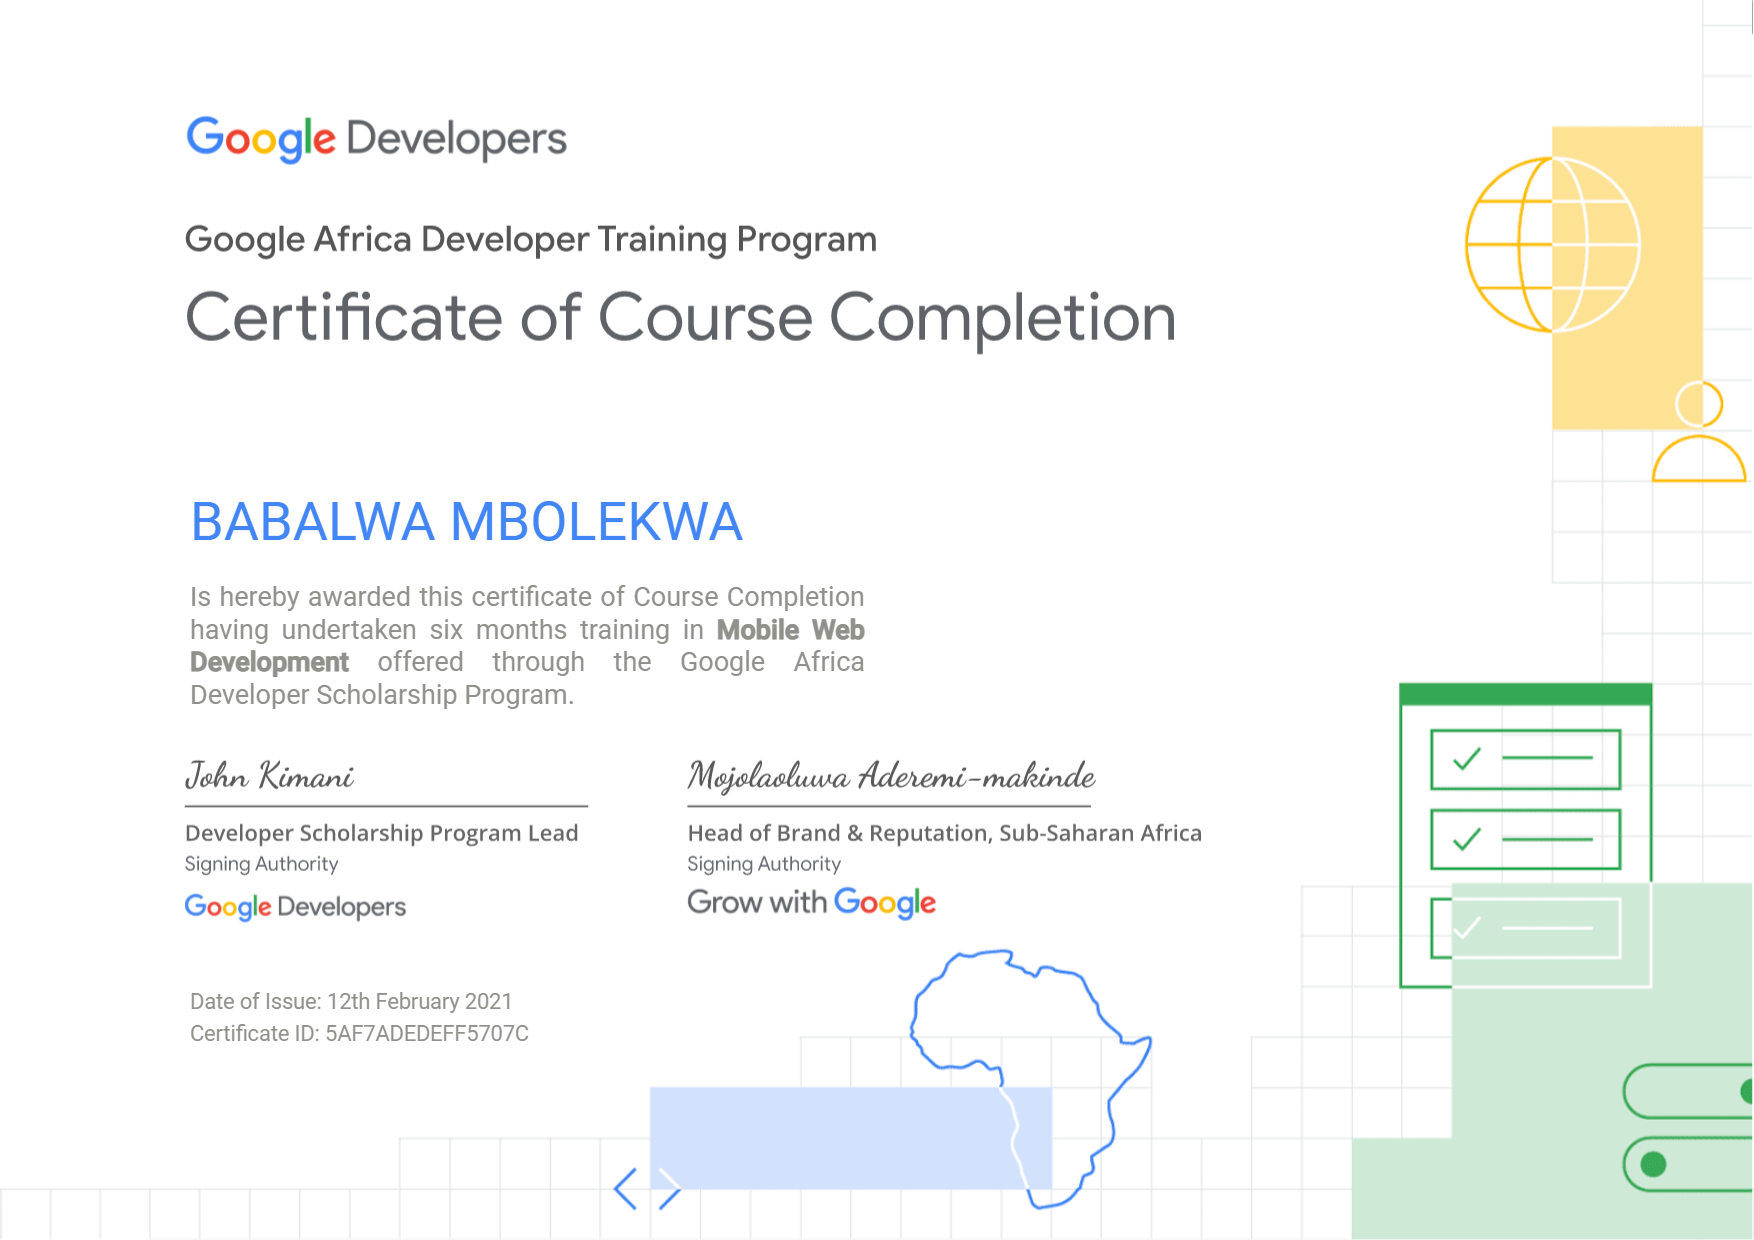 Google Developers
Google Africa Developer Training Program
Certificate of Course Completion
BABALWA MBOLEKWA
Is hereby awarded this certificate of Course Completion
having undertaken six months training in Mobile Web
Development offered through the Google Africa
Developer Scholarship Program.
John Kimani
Developer Scholarship Program Lead
Signing Authority
Google Developers
Mojolaoluwa Aderemi-makinde
Head of Brand & Reputation, Sub-Saharan Africa
Signing Authority
Grow with Google
Date of Issue: 12th February 2021
Certificate ID: 5AF7ADEDEFF5707C